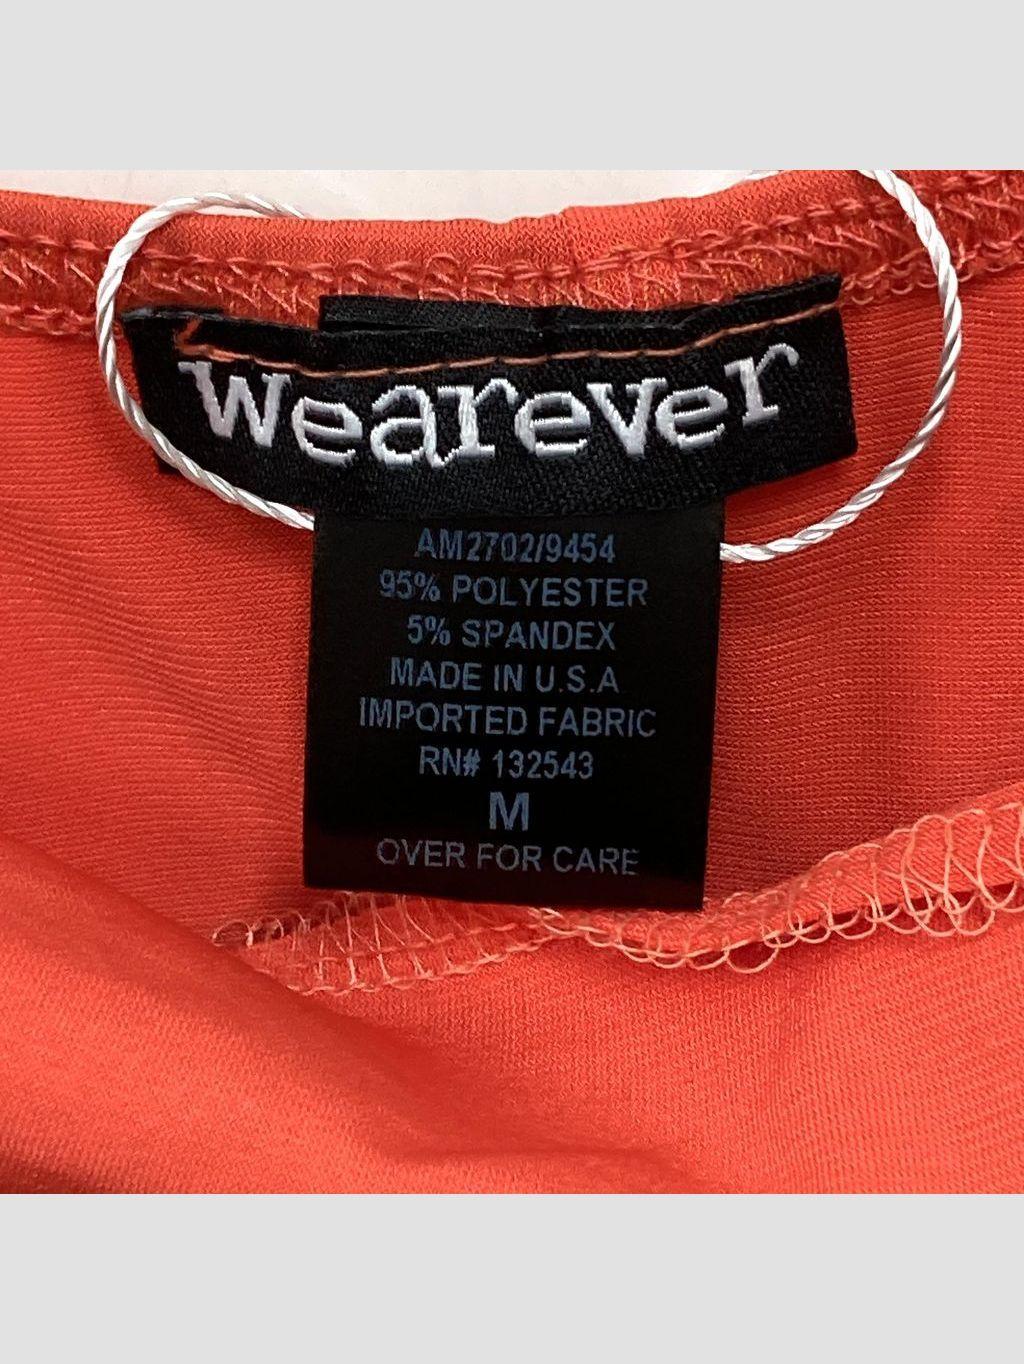 wearever
AM2702/9454
95% POLYESTER
5% SPANDEX
MADE IN U.S.A
IMPORTED FABRIC
RN# 132543
M
OVER FOR CARE